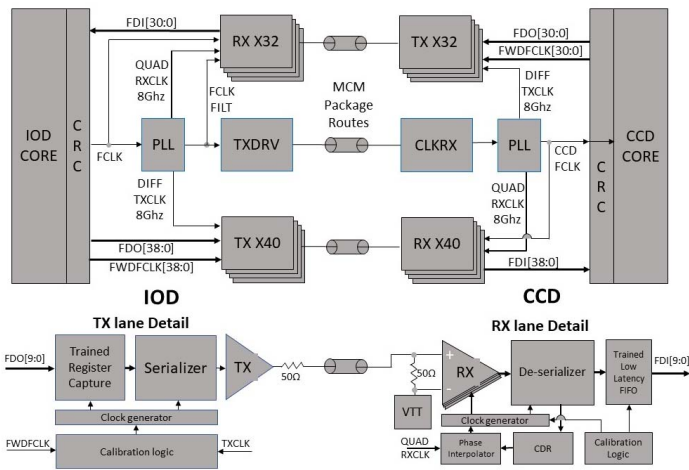 FDI[30:0]
RX X32
TX X32
FDO[30:0]
FWDFCLK[30:0]
QUAD
RXCLK
8Ghz
FCLK
FILT
MCM
Package
Routes
DIFF
TXCLK
8Ghz
IOD
CORE
CRC
FCLK
PLL
TXDRV
CLKRX
PLL
CCD
FCLK
CRC
CCD
CORE
DIFF
TXCLK
8Ghz
QUAD
RXCLK
8Ghz
FDO[38:0]
FWDFCLK[38:0]
TX X40
RX X40
FDI[38:0]
IOD
CCD
TX lane Detail
RX lane Detail
FDO[9:0]
Trained
Register
Capture
Serializer
TX
50Ω
Clock generator
FWDFCLK
Calibration logic
TXCLK
+
-
50Ω
VTT
RX
De-serializer
Trained
Low
Latency
FIFO
FDI[9:0]
Clock generator
QUAD
RXCLK
Phase
Interpolator
CDR
Calibration
Logic